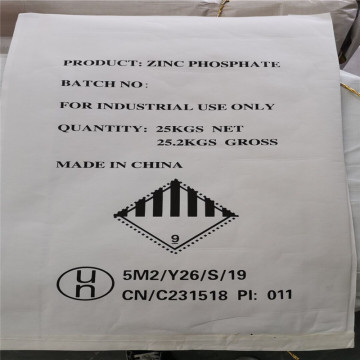 PRODUCT: ZINC PHOSPHATE
BATCH NO:
FOR INDUSTRIAL USE ONLY
QUANTITY: 25KGS NET
25.2KGS GROSS
MADE IN CHINA
9
UN 5M2/Y26/S/19
CN/C231518 PI: 011